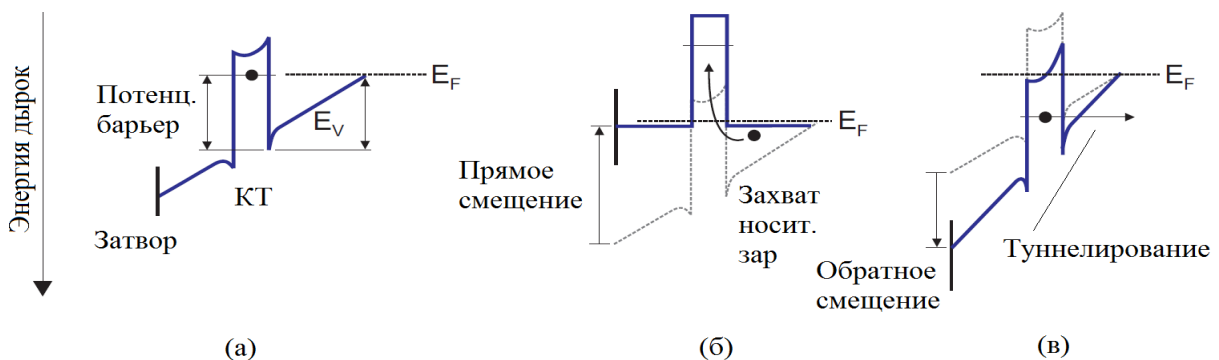 Энергия дырок
Потенц.
барьер
E_V
E_F
КТ
Затвор
(а)
Прямое
смещение
E_F
Захват
носит.
зар
(б)
E_F
Обратное
смещение
Туннелирование
(в)